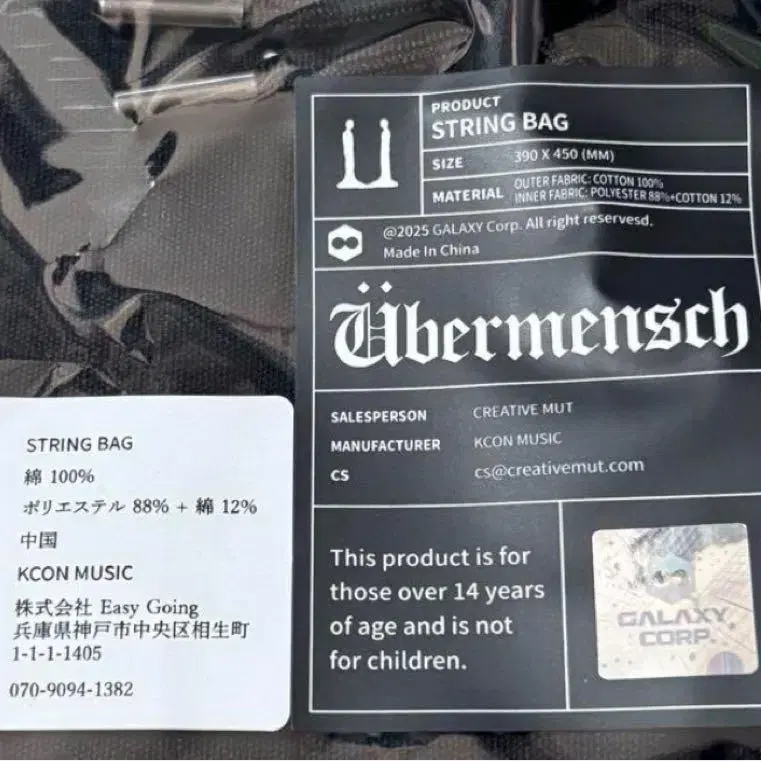 PRODUCT
STRING BAG
SIZE 390 X 450 (MM)
MATERIAL OUTER FABRIC: COTTON 100%
INNER FABRIC: POLYESTER 88%+COTTON 12%
@2025 GALAXY Corp. All right reservesd.
Made In China
Übermensch
SALESPERSON CREATIVE MUT
MANUFACTURER KCON MUSIC
CS cs@creativemut.com
This product is for
those over 14 years
of age and is not
for children.
GALAXY
CORP.
STRING BAG
綿 100%
ポリエステル 88% + 綿 12%
中国
KCON MUSIC
株式会社 Easy Going
兵庫県神戸市中央区相生町
1-1-1-1405
070-9094-1382